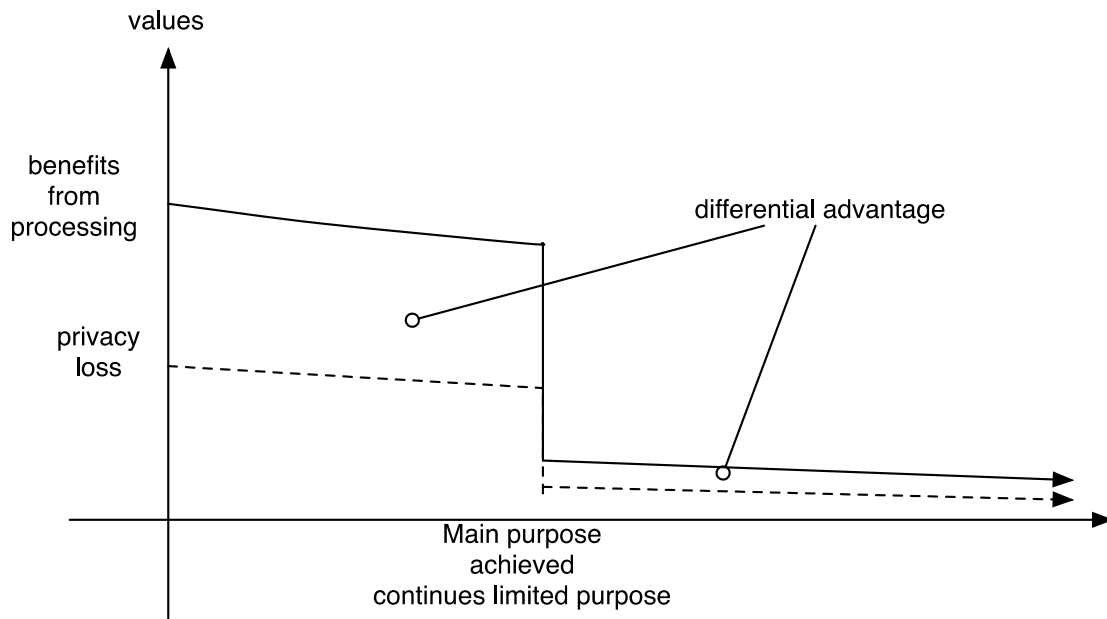 values
benefits
from
processing
differential advantage
privacy
loss
Main purpose
achieved
continues limited purpose